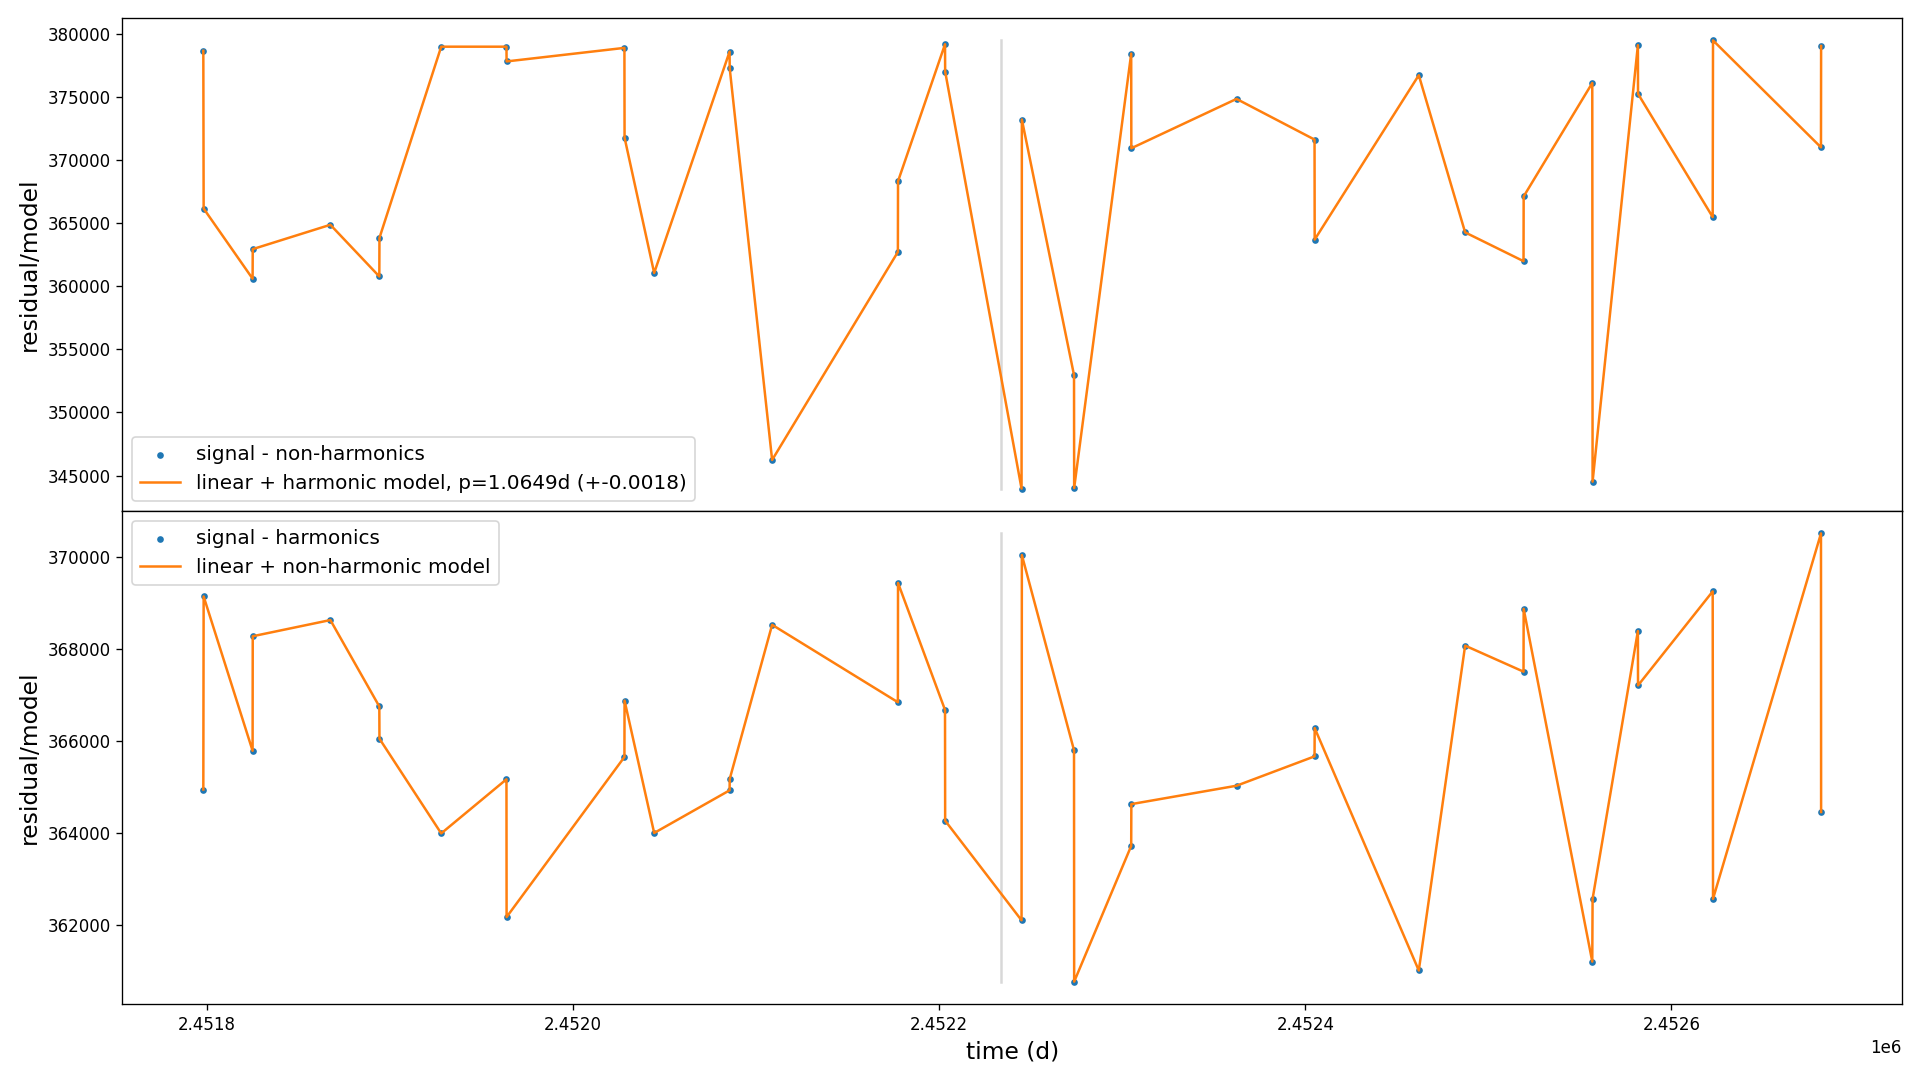 380000
375000
370000
365000
360000
355000
350000
345000
residual/model
signal - non-harmonics
linear + harmonic model, p=1.0649d (+-0.0018)
signal - harmonics
linear + non-harmonic model
370000
368000
366000
364000
362000
residual/model
2.4518 2.4520 2.4522 2.4524 2.4526
time (d)
1e6